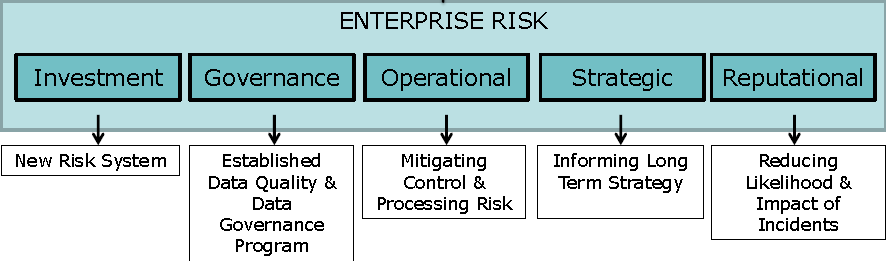 ENTERPRISE RISK
Investment
Governance
Operational
Strategic
Reputational
New Risk System
Established
Data Quality &
Data
Governance
Program
Mitigating
Control &
Processing Risk
Informing Long
Term Strategy
Reducing
Likelihood &
Impact of
Incidents